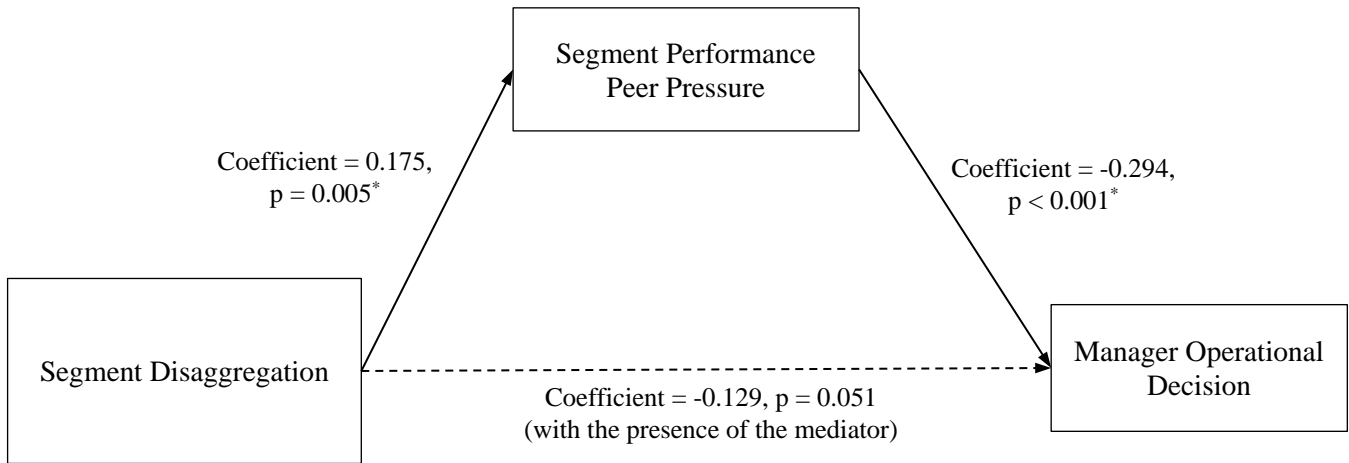 Segment Performance
Peer Pressure
Coefficient = 0.175,
p = 0.005*
Coefficient = -0.294,
p < 0.001*
Segment Disaggregation
Manager Operational
Decision
Coefficient = -0.129, p = 0.051
(with the presence of the mediator)